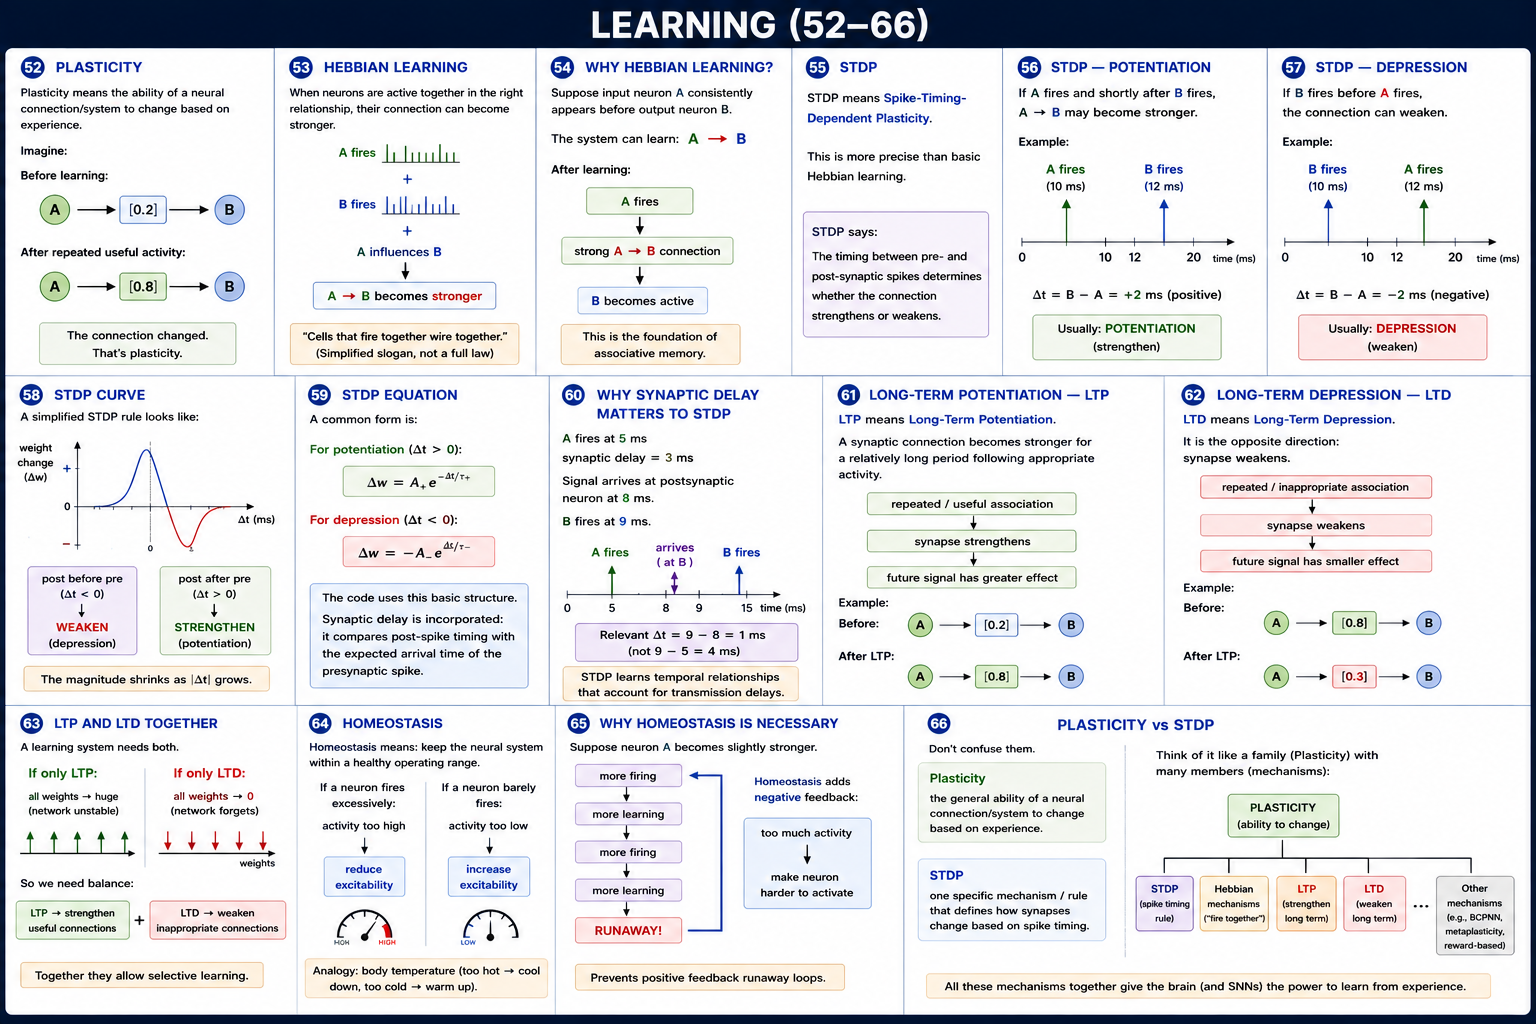 LEARNING (52–66)
52 PLASTICITY
Plasticity means the ability of a neural
connection/system to change based on
experience.
Imagine:
Before learning:
A [0.2] B
After repeated useful activity:
A [0.8] B
The connection changed.
That's plasticity.
53 HEBBIAN LEARNING
When neurons are active together in the right
relationship, their connection can become
stronger.
A fires
+
B fires
+
A influences B
A → B becomes stronger
"Cells that fire together wire together."
(Simplified slogan, not a full law)
54 WHY HEBBIAN LEARNING?
Suppose input neuron A consistently
appears before output neuron B.
The system can learn: A → B
After learning:
A fires
strong A → B connection
B becomes active
This is the foundation of
associative memory.
55 STDP
STDP means Spike-Timing-
Dependent Plasticity.
This is more precise than basic
Hebbian learning.
STDP says:
The timing between pre- and
post-synaptic spikes determines
whether the connection
strengthens or weakens.
56 STDP — POTENTIATION
If A fires and shortly after B fires,
A → B may become stronger.
Example:
A fires B fires
(10 ms) (12 ms)
0 10 12 20 time (ms)
Δt = B − A = +2 ms (positive)
Usually: POTENTIATION
(strengthen)
57 STDP — DEPRESSION
If B fires before A fires,
the connection can weaken.
Example:
B fires A fires
(10 ms) (12 ms)
0 10 12 20 time (ms)
Δt = B − A = −2 ms (negative)
Usually: DEPRESSION
(weaken)
58 STDP CURVE
A simplified STDP rule looks like:
weight
change
(Δw)
+
0
−
0
Δt (ms)
post before pre
(Δt < 0)
WEAKEN
(depression)
post after pre
(Δt > 0)
STRENGTHEN
(potentiation)
The magnitude shrinks as |Δt| grows.
59 STDP EQUATION
A common form is:
For potentiation (Δt > 0):
Δw = A₊ e^(−Δt/τ₊)
For depression (Δt < 0):
Δw = −A₋ e^(Δt/τ₋)
The code uses this basic structure.
Synaptic delay is incorporated:
it compares post-spike timing with
the expected arrival time of the
presynaptic spike.
60 WHY SYNAPTIC DELAY
MATTERS TO STDP
A fires at 5 ms
synaptic delay = 3 ms
Signal arrives at postsynaptic
neuron at 8 ms.
B fires at 9 ms.
A fires arrives B fires
( at B )
0 5 8 9 15 time (ms)
Relevant Δt = 9 − 8 = 1 ms
(not 9 − 5 = 4 ms)
STDP learns temporal relationships
that account for transmission delays.
61 LONG-TERM POTENTIATION — LTP
LTP means Long-Term Potentiation.
A synaptic connection becomes stronger for
a relatively long period following appropriate
activity.
repeated / useful association
synapse strengthens
future signal has greater effect
Example:
Before: A [0.2] B
After LTP: A [0.8] B
62 LONG-TERM DEPRESSION — LTD
LTD means Long-Term Depression.
It is the opposite direction:
synapse weakens.
repeated / inappropriate association
synapse weakens
future signal has smaller effect
Example:
Before: A [0.8] B
After LTP: A [0.3] B
63 LTP AND LTD TOGETHER
A learning system needs both.
If only LTP:
all weights → huge
(network unstable)
If only LTD:
all weights → 0
(network forgets)
weights
So we need balance:
LTP → strengthen
useful connections
+
LTD → weaken
inappropriate connections
Together they allow selective learning.
64 HOMEOSTASIS
Homeostasis means: keep the neural system
within a healthy operating range.
If a neuron fires
excessively:
activity too high
reduce
excitability
HIGH
If a neuron barely
fires:
activity too low
increase
excitability
LOW
Analogy: body temperature (too hot → cool
down, too cold → warm up).
65 WHY HOMEOSTASIS IS NECESSARY
Suppose neuron A becomes slightly stronger.
more firing
more learning
more firing
more learning
RUNAWAY!
Homeostasis adds
negative feedback:
too much activity
make neuron
harder to activate
Prevents positive feedback runaway loops.
66 PLASTICITY vs STDP
Don't confuse them.
Plasticity
the general ability of a neural
connection/system to change
based on experience.
STDP
one specific mechanism / rule
that defines how synapses
change based on spike timing.
Think of it like a family (Plasticity) with
many members (mechanisms):
PLASTICITY
(ability to change)
STDP
(spike timing
rule)
Hebbian
mechanisms
("fire together")
LTP
(strengthen
long term)
LTD
(weaken
long term)
...
Other
mechanisms
(e.g., BCPNN,
metaplasticity,
reward-based)
All these mechanisms together give the brain (and SNNs) the power to learn from experience.